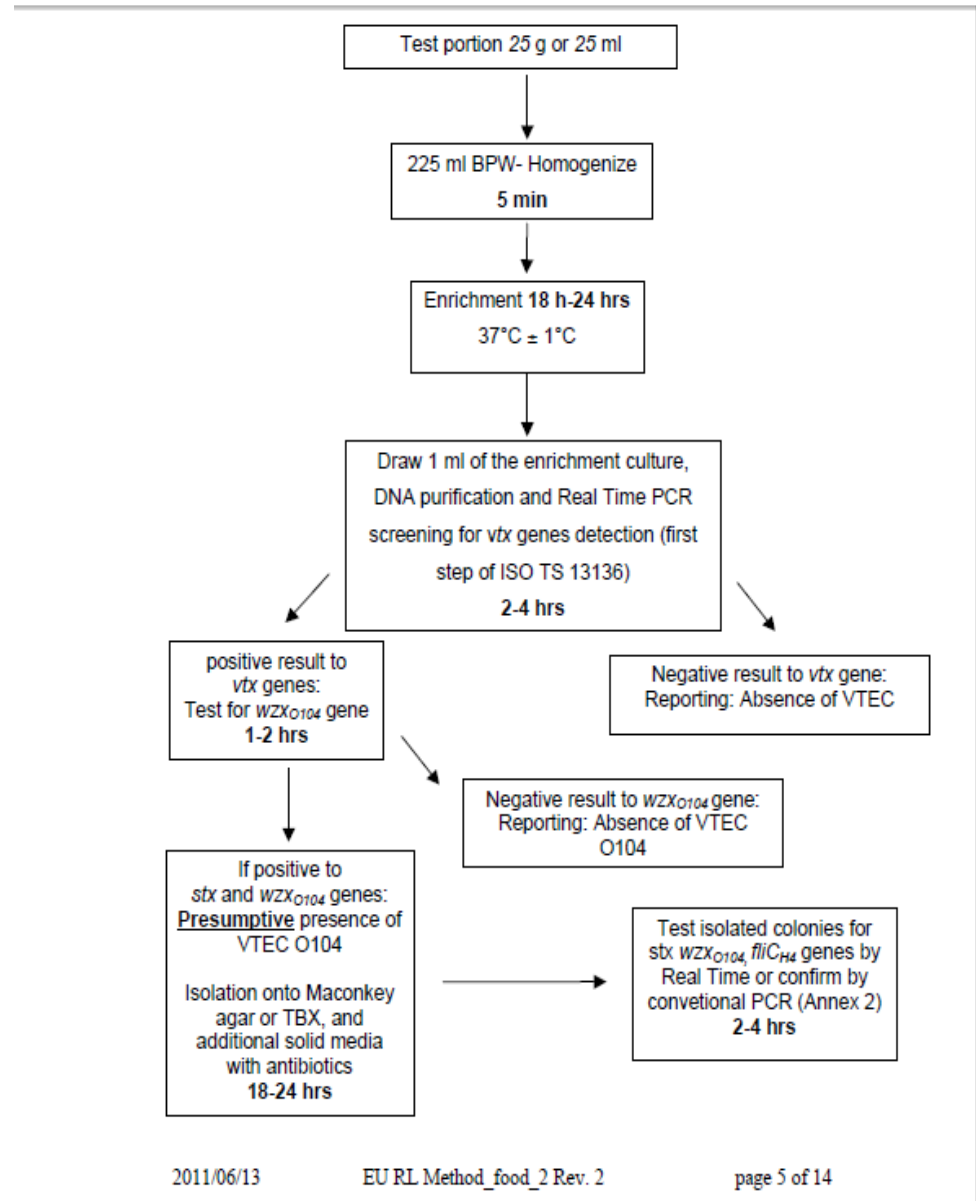 Test portion 25 g or 25 ml
225 ml BPW- Homogenize
5 min
Enrichment 18 h-24 hrs
37°C ± 1°C
Draw 1 ml of the enrichment culture,
DNA purification and Real Time PCR
screening for vtx genes detection (first
step of ISO TS 13136)
2-4 hrs
positive result to
vtx genes:
Test for wzxO104 gene
1-2 hrs
Negative result to vtx gene:
Reporting: Absence of VTEC
Negative result to wzxO104 gene:
Reporting: Absence of VTEC
O104
If positive to
stx and wzxO104 genes:
Presumptive presence of
VTEC O104
Isolation onto Maconkey
agar or TBX, and
additional solid media
with antibiotics
18-24 hrs
Test isolated colonies for
stx wzxO104, fliCH4 genes by
Real Time or confirm by
convetional PCR (Annex 2)
2-4 hrs
2011/06/13 EU RL Method_food_2 Rev. 2 page 5 of 14